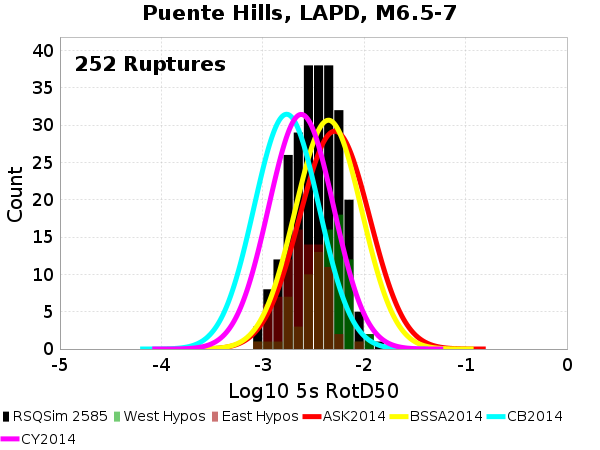 Puente Hills, LAPD, M6.5-7
252 Ruptures
Count
40
35
30
25
20
15
10
5
0
-5 -4 -3 -2 -1 0
Log10 5s RotD50
RSQSim 2585 West Hypos East Hypos ASK2014 BSSA2014 CB2014
CY2014